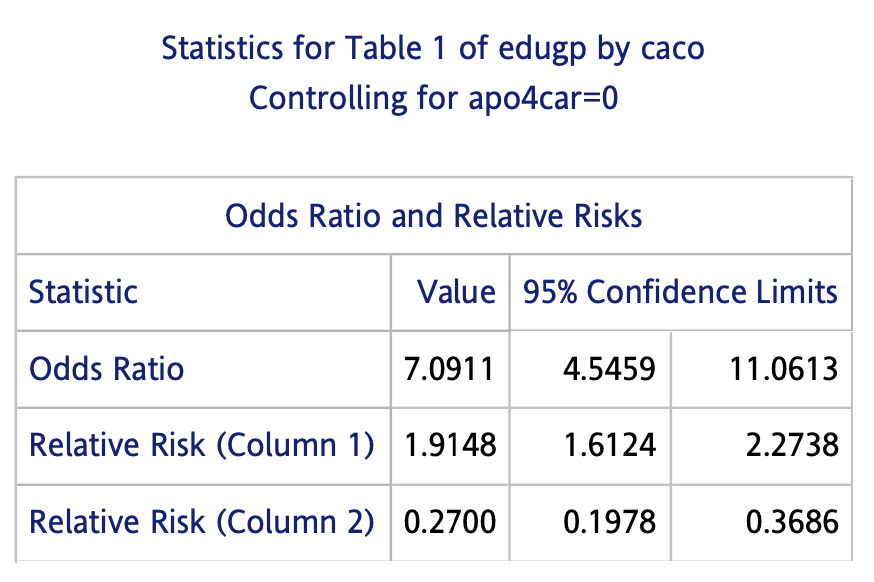 Statistics for Table 1 of edugp by caco
Controlling for apo4car=0
Odds Ratio and Relative Risks
Statistic Value 95% Confidence Limits
Odds Ratio 7.0911 4.5459 11.0613
Relative Risk (Column 1) 1.9148 1.6124 2.2738
Relative Risk (Column 2) 0.2700 0.1978 0.3686